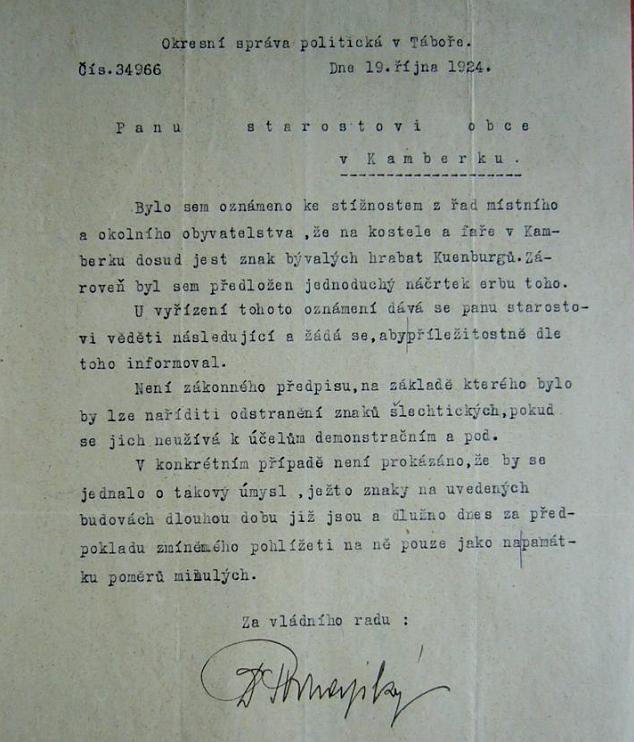 Okresní správa politická v Táboře.
Čís.34966 Dne 19.října 1924.
Panu starostovi obce
v Kamberku.
Bylo sem oznámeno ke stížnostem z řad místního
a okolního obyvatelstva ,že na kostele a faře v Kam-
berku dosud jest znak bývalých hrabat Kuenburgů.Zá-
roveň byl sem předložen jednoduchý náčrtek erbu toho.
U vyřízení tohoto oznámení dává se panu starosto-
vi věděti následující a žádá se,aby|příležitostně dle
toho informoval.
Není zákonného předpisu,na základě kterého bylo
by lze naříditi odstranění znaků šlechtických,pokud
se jich neužívá k účelům demonstračním a pod.
V konkrétním případě není prokázáno,že by se
jednalo o takový úmysl ,ježto znaky na uvedených
budovách dlouhou dobu již jsou a dlužno dnes za před-
pokladu zmíněmého pohlížeti na ně pouze jako na|památ-
ku poměrů minulých.
Za vládního radu :